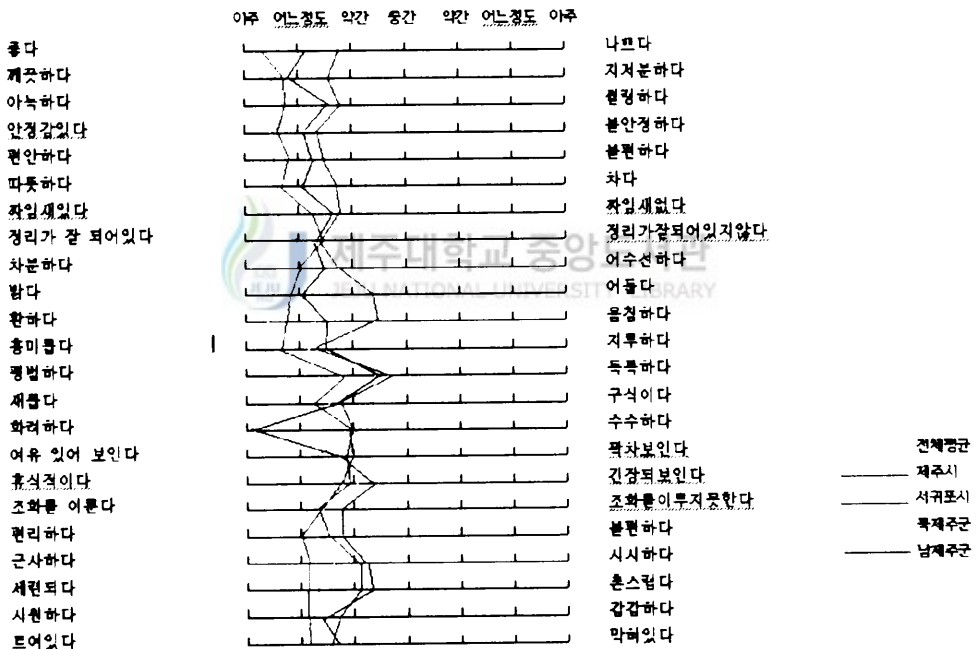 아주 어느정도 약간 중간 약간 어느정도 아주
좋다 나쁘다
깨끗하다 지저분하다
아늑하다 썰렁하다
안정감있다 불안정하다
편안하다 불편하다
따뜻하다 차다
짜임새있다 짜임새없다
정리가 잘 되어있다 정리가잘되어있지않다
차분하다 어수선하다
밝다 어둡다
환하다 음침하다
흥미롭다 지루하다
평범하다 독특하다
새롭다 구식이다
화려하다 수수하다
여유 있어 보인다 꽉차보인다
휴식적이다 긴장되보인다
조화를 이룬다 조화를이루지못한다
편리하다 불편하다
근사하다 시시하다
세련되다 촌스럽다
시원하다 갑갑하다
트여있다 막혀있다
전체평균
제주시
서귀포시
북제주군
남제주군
제주대학교 중앙도서관
JEJU NATIONAL UNIVERSITY LIBRARY
JEJU